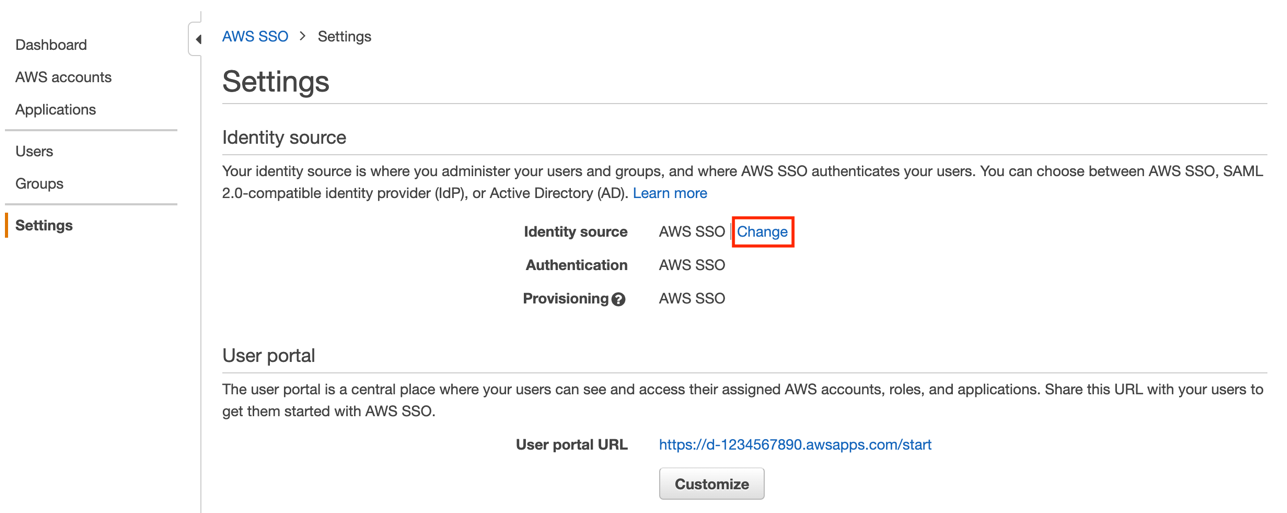 Dashboard
AWS accounts
Applications
Users
Groups
Settings
AWS SSO > Settings
Settings
Identity source
Your identity source is where you administer your users and groups, and where AWS SSO authenticates your users. You can choose between AWS SSO, SAML
2.0-compatible identity provider (IdP), or Active Directory (AD). Learn more
Identity source AWS SSO | Change
Authentication AWS SSO
Provisioning ? AWS SSO
User portal
The user portal is a central place where your users can see and access their assigned AWS accounts, roles, and applications. Share this URL with your users to
get them started with AWS SSO.
User portal URL https://d-1234567890.awsapps.com/start
Customize